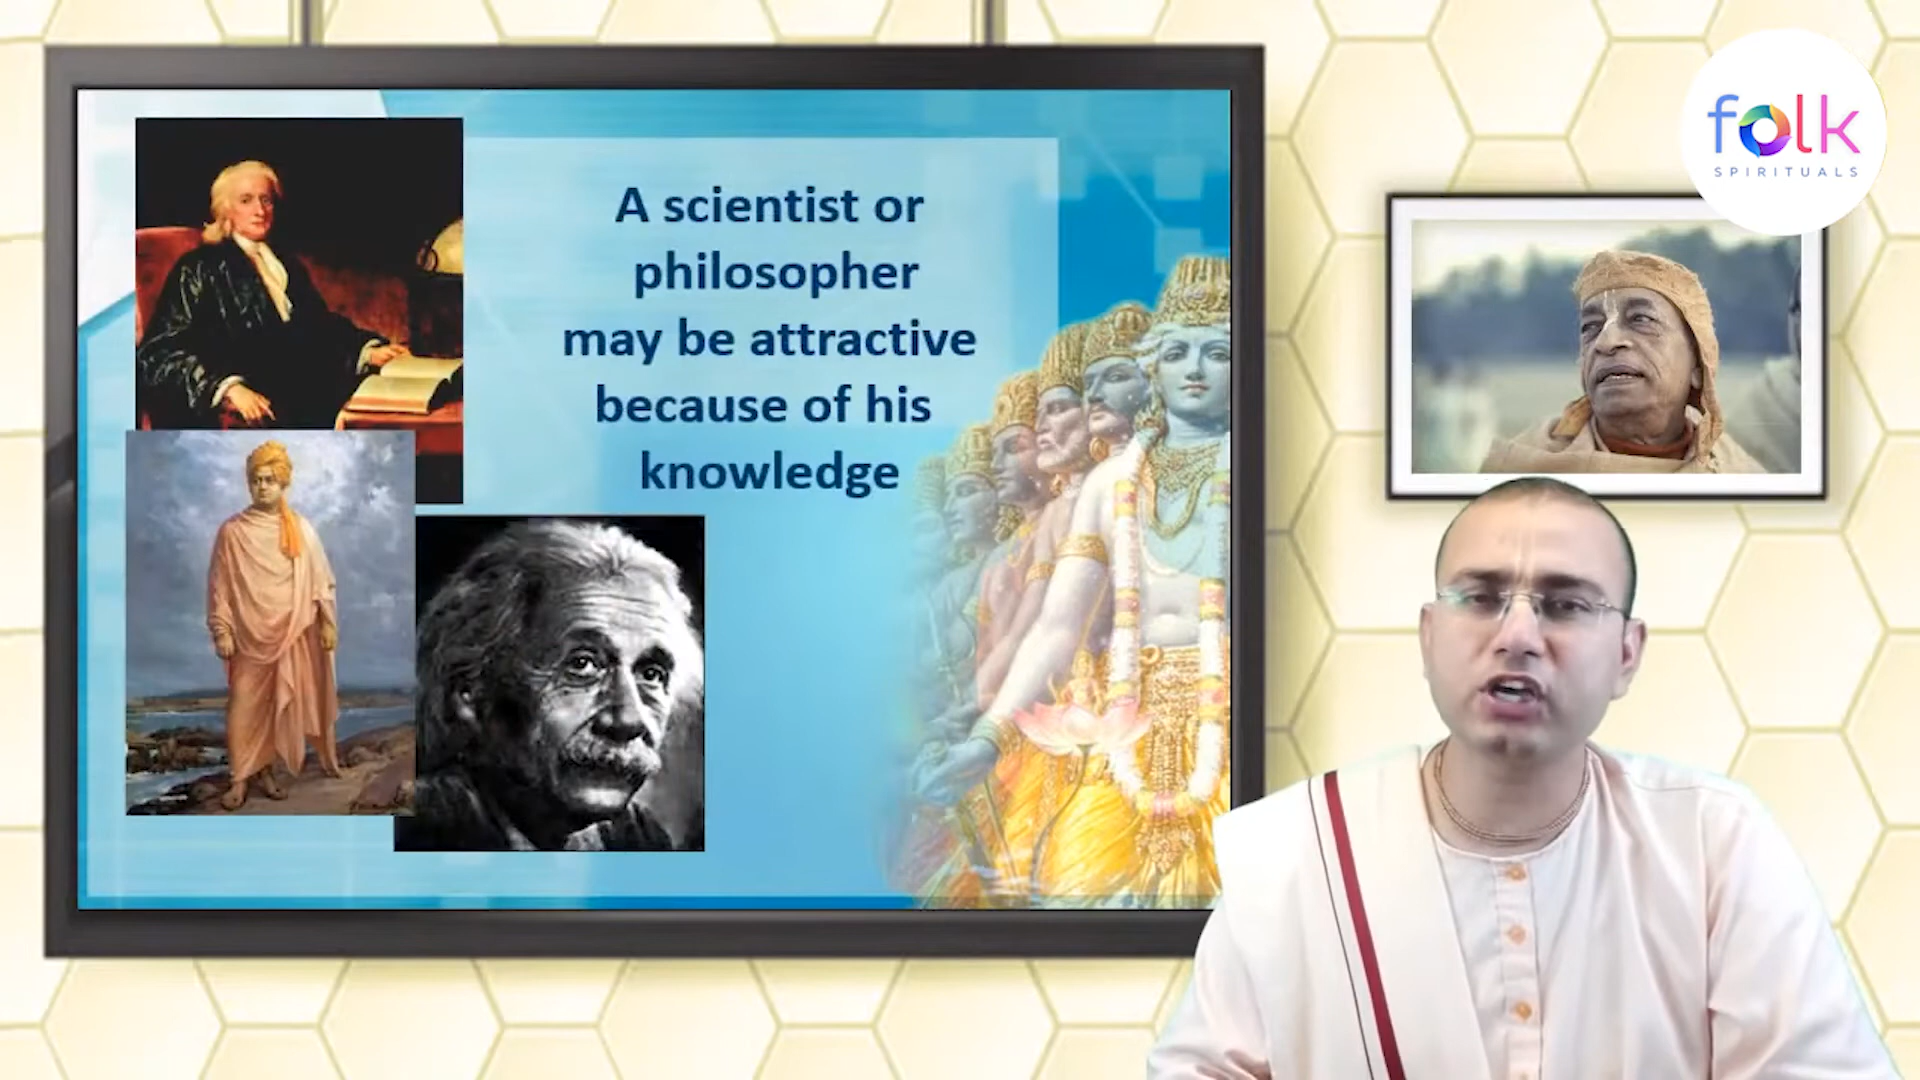 A scientist or
philosopher
may be attractive
because of his
knowledge
folk
SPIRITUALS